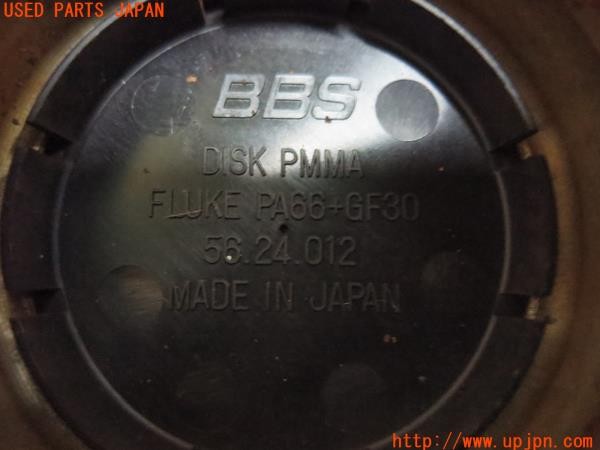 USED PARTS JAPAN
BBS
DISK PMMA
FLUKE PA66+GF30
56.24.012
MADE IN JAPAN
http://www.upjpn.com